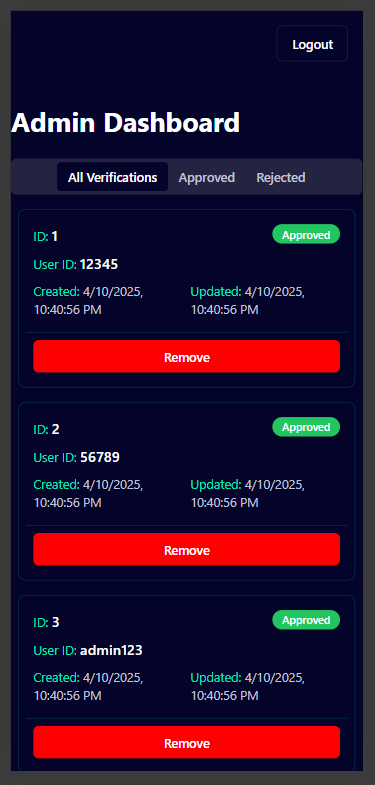 Logout
Admin Dashboard
All Verifications Approved Rejected
ID: 1 Approved
User ID: 12345
Created: 4/10/2025, Updated: 4/10/2025,
10:40:56 PM 10:40:56 PM
Remove
ID: 2 Approved
User ID: 56789
Created: 4/10/2025, Updated: 4/10/2025,
10:40:56 PM 10:40:56 PM
Remove
ID: 3 Approved
User ID: admin123
Created: 4/10/2025, Updated: 4/10/2025,
10:40:56 PM 10:40:56 PM
Remove